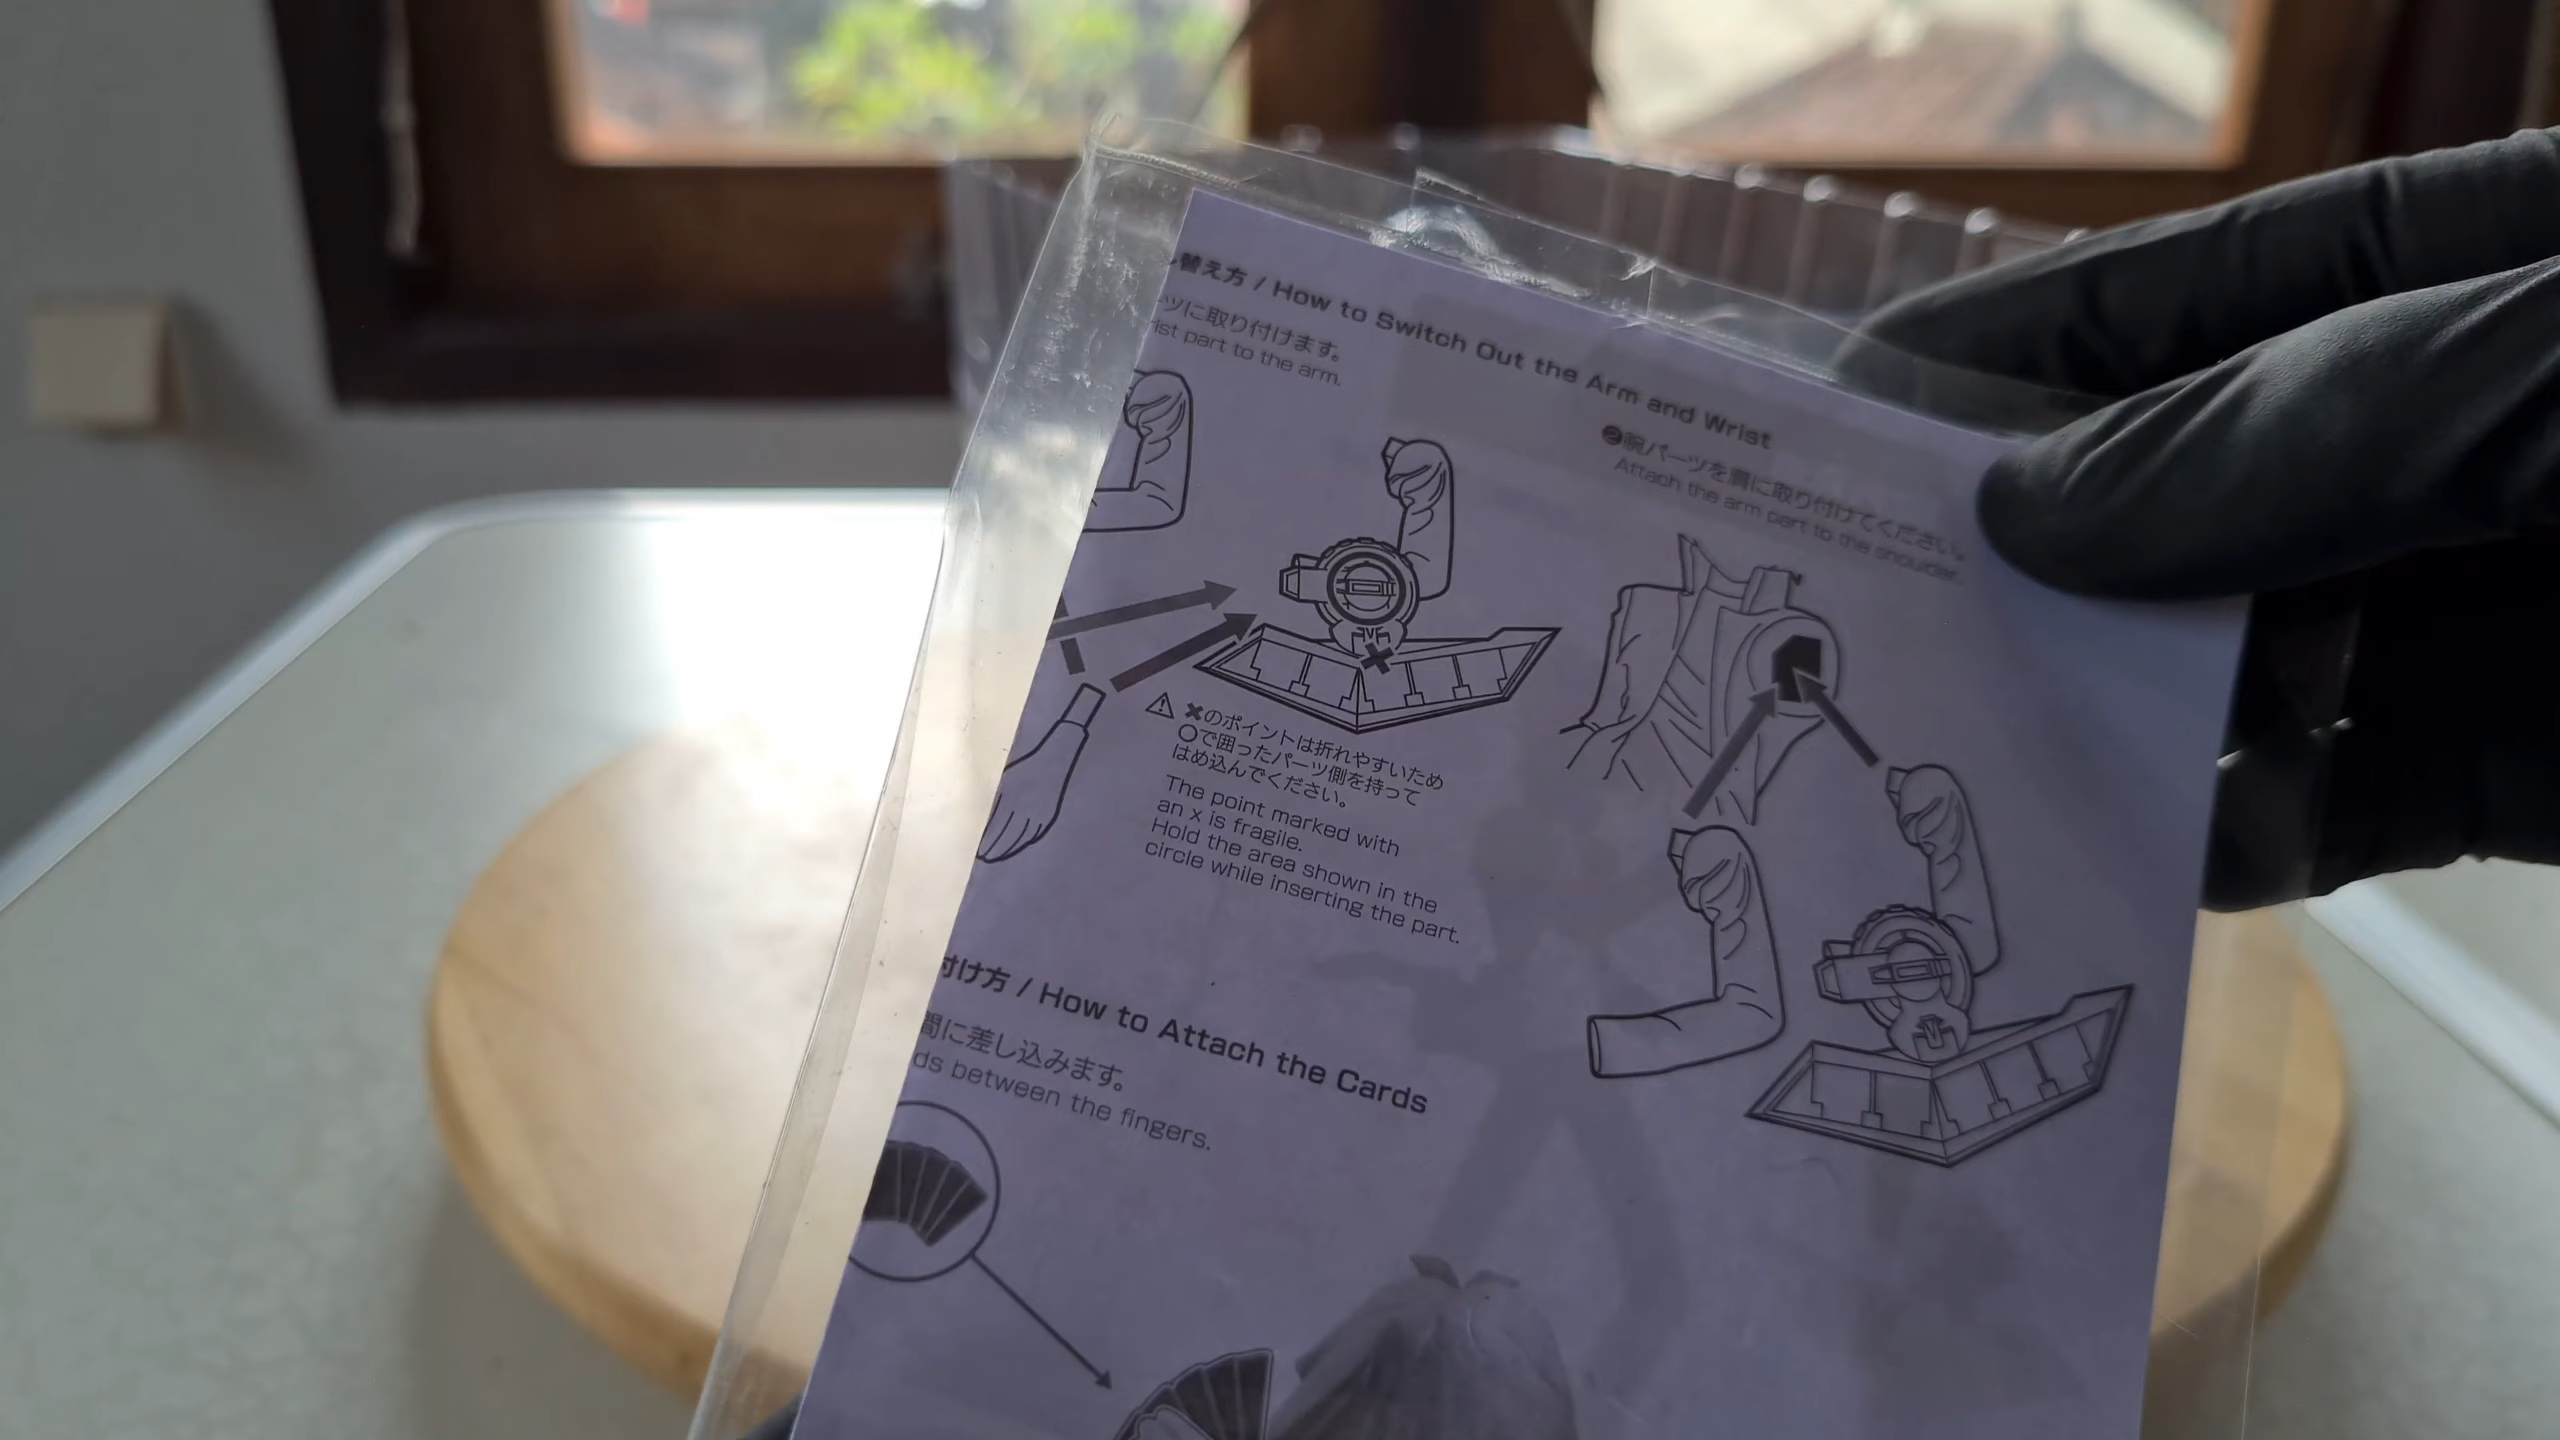 替え方 / How to Switch Out the Arm and Wrist
ーツに取り付けます。
ist part to the arm.
❷腕パーツを肩に取り付けてください。
Attach the arm part to the shoulder.
⚠ ×のポイントは折れやすいため
○で囲ったパーツ側を持って
はめ込んでください。
The point marked with
an x is fragile.
Hold the area shown in the
circle while inserting the part.
付け方 / How to Attach the Cards
間に差し込みます。
ds between the fingers.